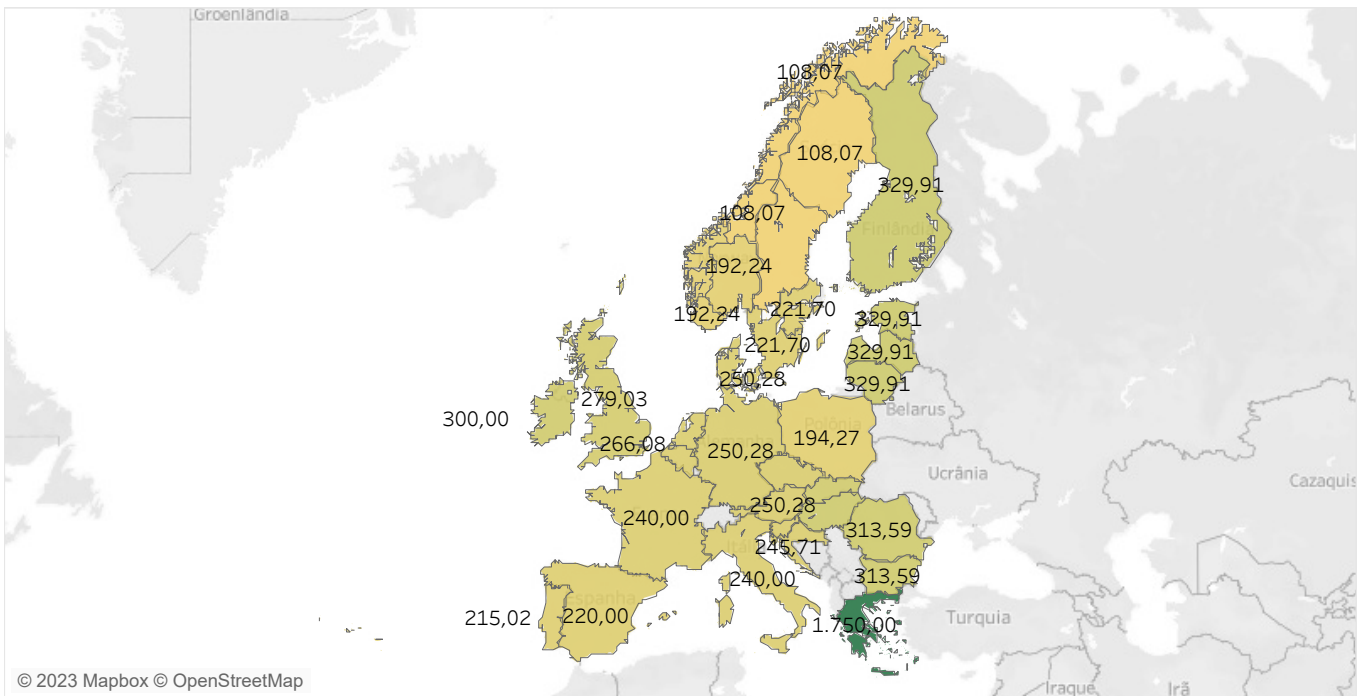 Groenlândia
108,07
108,07
329,91
108,07
Finlândia
192,24
192,24
221,70
329,91
221,70
329,91
250,28
329,91
279,03
300,00
Belarus
Polônia
266,08
250,28
194,27
Ucrânia
Cazaquis
250,28
240,00
313,59
245,71
240,00
313,59
Espanha
215,02
220,00
1.750,00
Turquia
© 2023 Mapbox © OpenStreetMap
Iraque
Irã